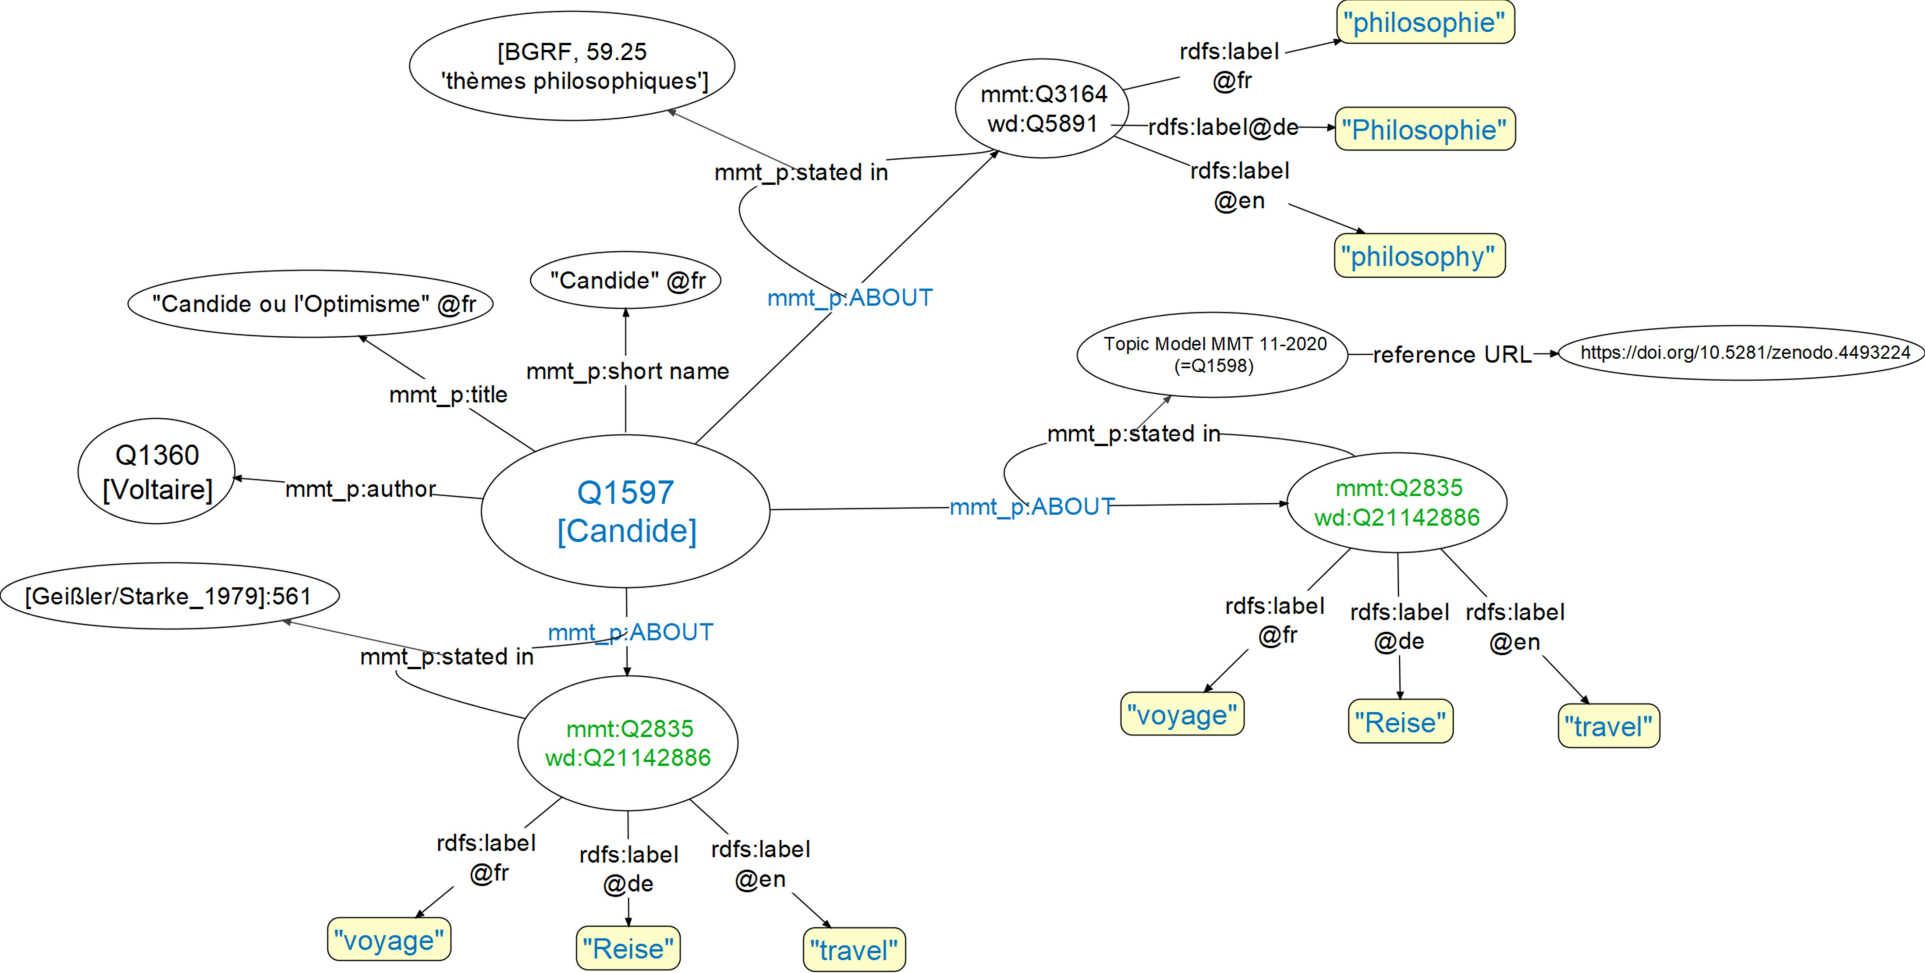 [BGRF, 59.25
'thèmes philosophiques']
mmt:Q3164
wd:Q5891
rdfs:label
@fr
"philosophie"
rdfs:label@de
"Philosophie"
rdfs:label
@en
"philosophy"
mmt_p:stated in
mmt_p:ABOUT
"Candide ou l'Optimisme" @fr
"Candide" @fr
mmt_p:title
mmt_p:short name
Q1360
[Voltaire]
mmt_p:author
Q1597
[Candide]
mmt_p:ABOUT
mmt_p:stated in
Topic Model MMT 11-2020
(=Q1598)
reference URL
https://doi.org/10.5281/zenodo.4493224
mmt:Q2835
wd:Q21142886
rdfs:label
@fr
rdfs:label
@de
rdfs:label
@en
"voyage"
"Reise"
"travel"
[Geißler/Starke_1979]:561
mmt_p:ABOUT
mmt_p:stated in
mmt:Q2835
wd:Q21142886
rdfs:label
@fr
rdfs:label
@de
rdfs:label
@en
"voyage"
"Reise"
"travel"